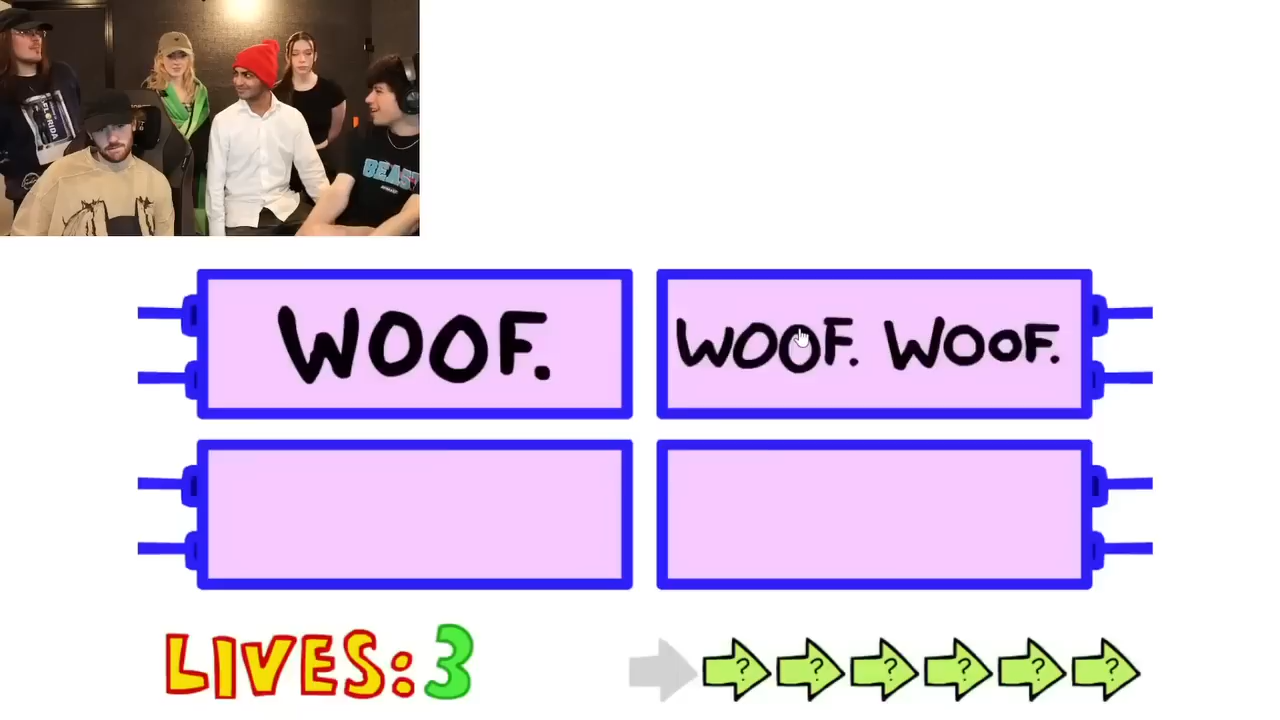 FLORIDA
BEAST
WOOF.
WOOF. WOOF.
LIVES: 3
? ? ? ? ? ?